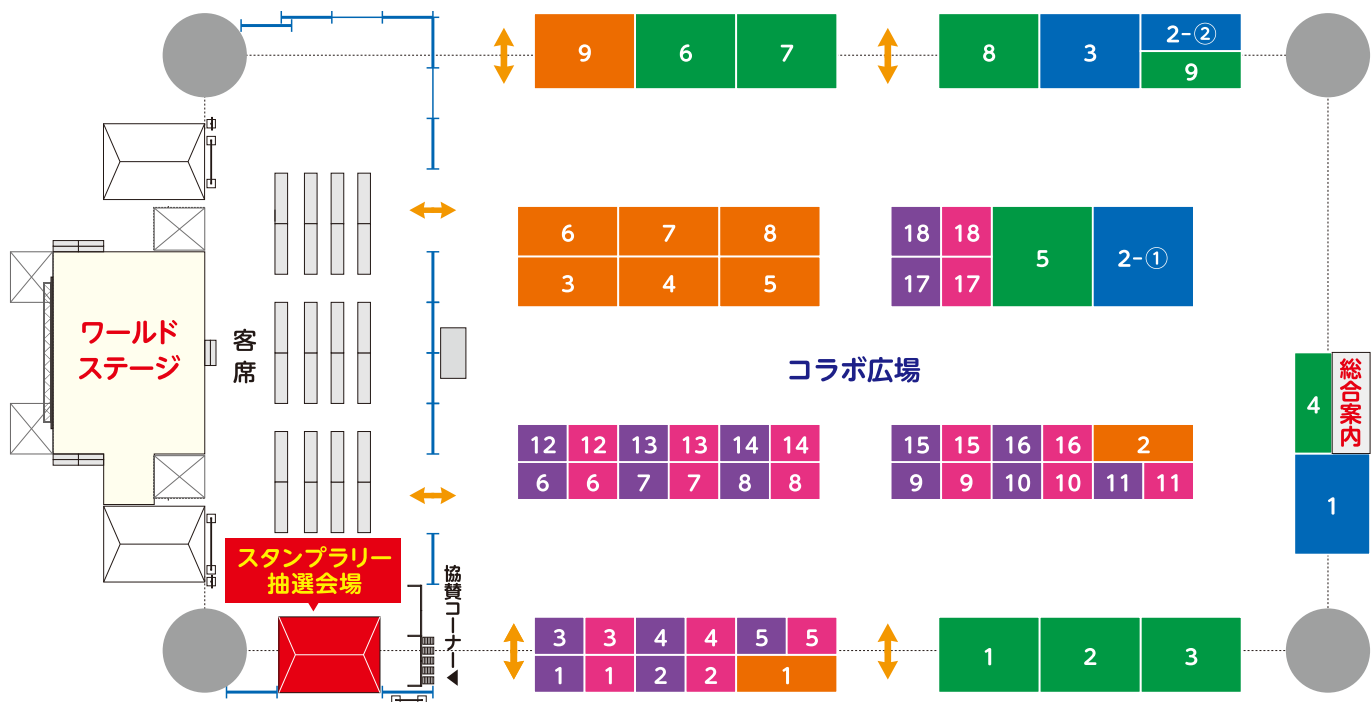 9 6 7
8 3 2-②
9
6 7 8
3 4 5
18 18 5 2-①
17 17
ワールド
ステージ
客席
コラボ広場
4 総合案内
1
12 12 13 13 14 14
6 6 7 7 8 8
15 15 16 16 2
9 9 10 10 11 11
スタンプラリー
抽選会場
協賛コーナー▼
3 3 4 4 5 5
1 1 2 2 1
1 2 3